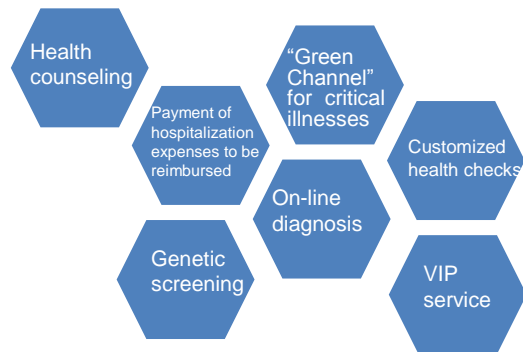 Health
counseling
“Green
Channel”
for critical
illnesses
Payment of
hospitalization
expenses to be
reimbursed
Customized
health checks
On-line
diagnosis
Genetic
screening
VIP
service